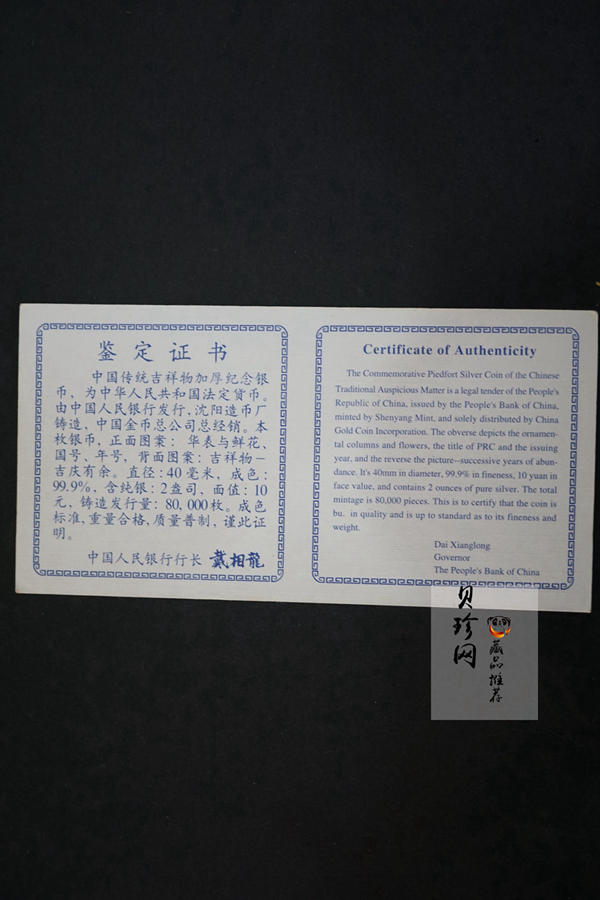 鉴定证书
中国传统吉祥物加厚纪念银
币，为中华人民共和国法定货币。
由中国人民银行发行，沈阳造币厂
铸造、中国金币总公司总经销。本
枚银币，正面图案：华表与鲜花、
国号、年号，背面图案：吉祥物—
吉庆有余。直径：40毫米，成色：
99.9%，含纯银：2盎司、面值：10
元，铸造发行量：80,000枚。成色
标准，重量合格，质量普制，谨此证
明。
中国人民银行行长 戴相龍
Certificate of Authenticity
The Commemorative Piedfort Silver Coin of the Chinese
Traditional Auspicious Matter is a legal tender of the People's
Republic of China, issued by the People's Bank of China,
minted by Shenyang Mint, and solely distributed by China
Gold Coin Incorporation. The obverse depicts the ornamen-
tal columns and flowers, the title of PRC and the issuing
year, and the reverse the picture--successive years of abun-
dance. It's 40mm in diameter, 99.9% in fineness, 10 yuan in
face value, and contains 2 ounces of pure silver. The total
mintage is 80,000 pieces. This is to certify that the coin is
bu. in quality and is up to standard as to its fineness and
weight.
Dai Xianglong
Governor
The People's Bank of China
贝珍网
藏品推荐